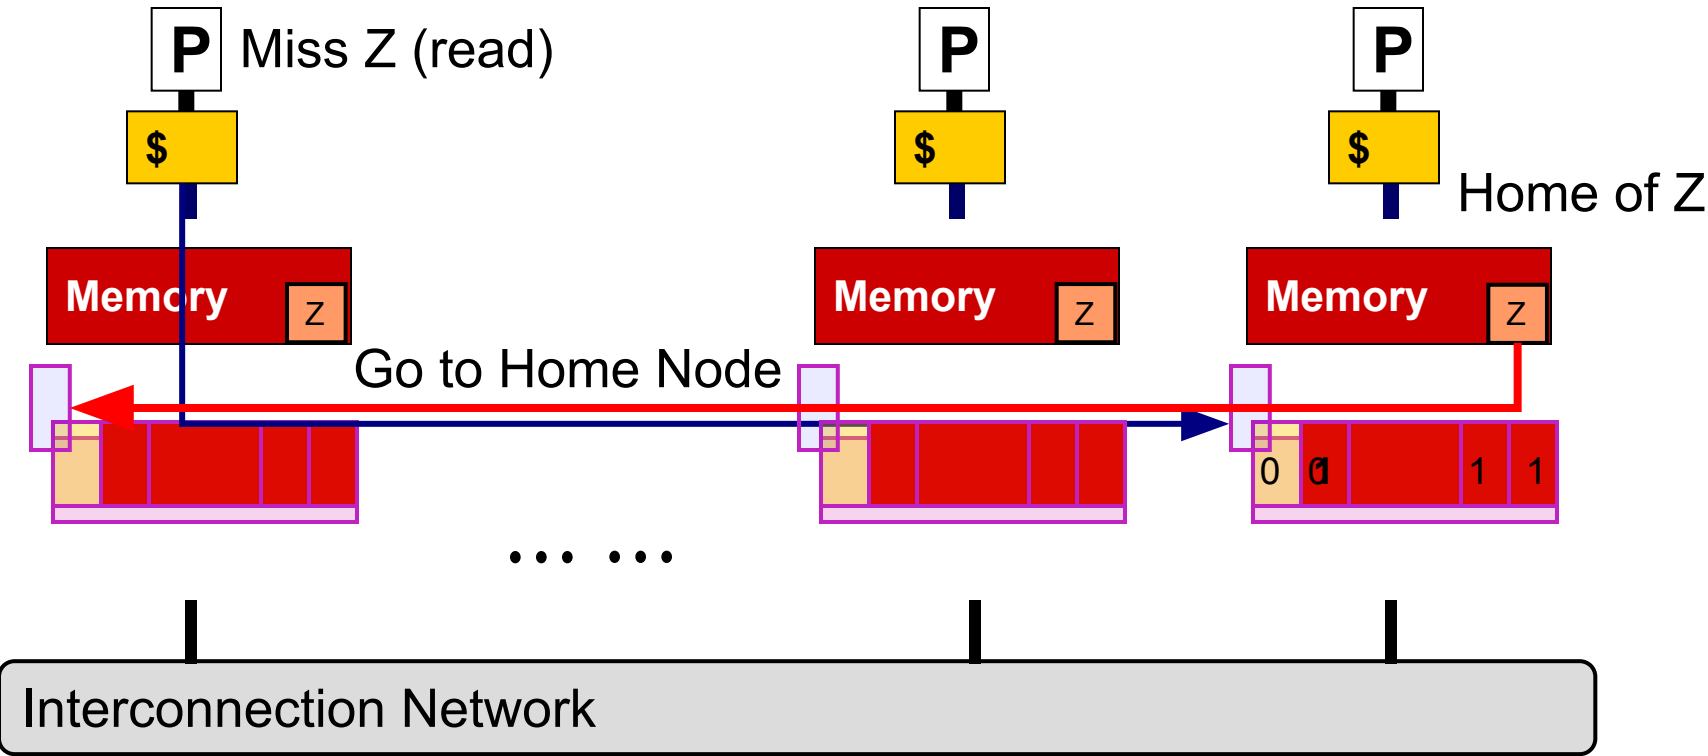 P Miss Z (read) P P
$ $ $
Home of Z
Memory Z Memory Z Memory Z
Go to Home Node
0 1 1
... ...
Interconnection Network